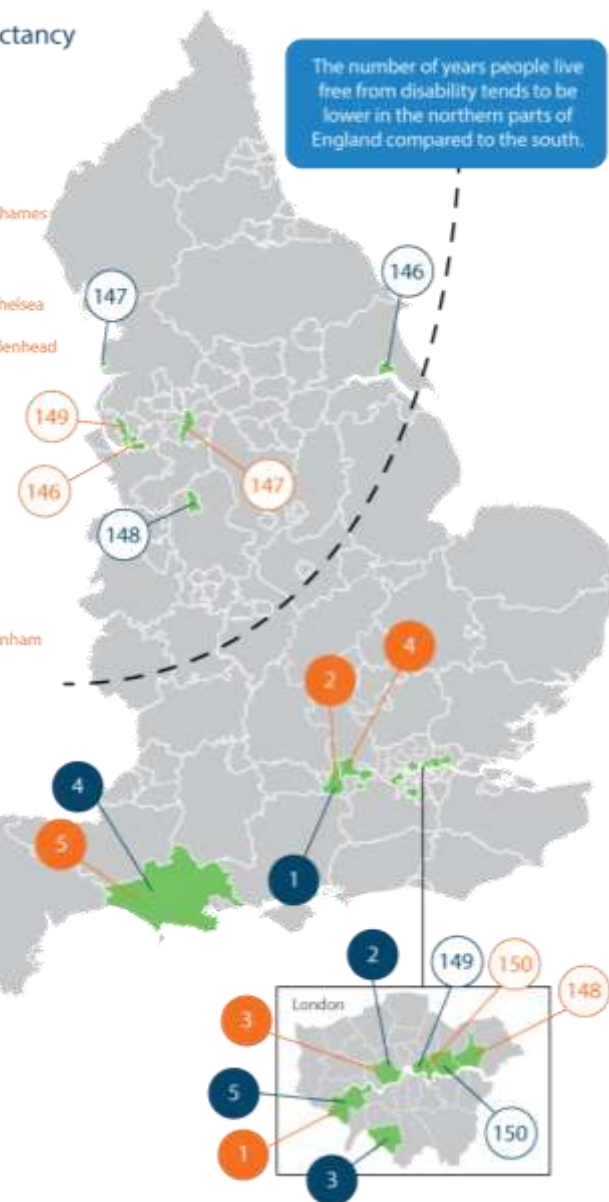 ctancy
The number of years people live
free from disability tends to be
lower in the northern parts of
England compared to the south.
hames
helsea
denhead
147
146
149
146
147
148
nham
2
4
4
5
1
London
2
149
150
148
3
5
1
3
150